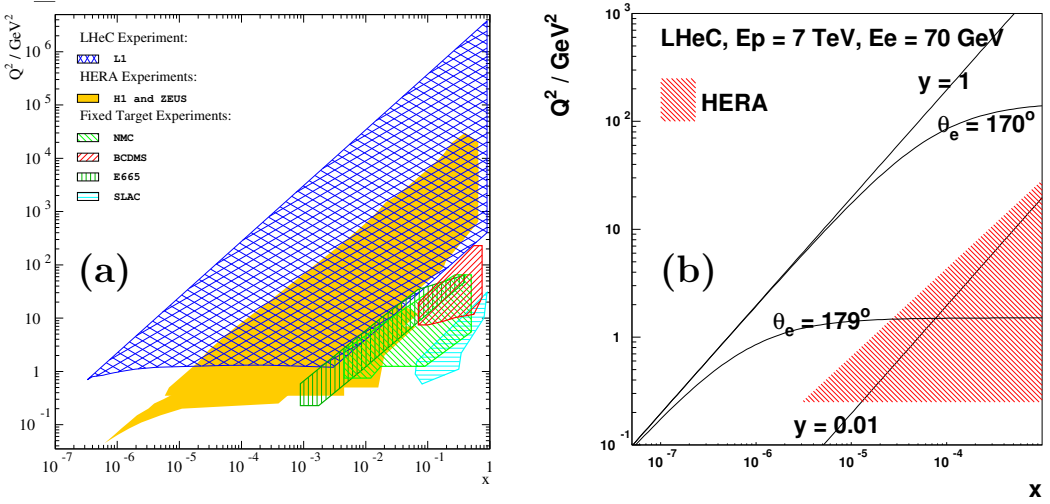 Q² / GeV²
10⁶
10⁵
10⁴
10³
10²
10
1
10⁻¹
LHeC Experiment:
L1
HERA Experiments:
H1 and ZEUS
Fixed Target Experiments:
NMC
BCDMS
E665
SLAC
(a)
10⁻⁷ 10⁻⁶ 10⁻⁵ 10⁻⁴ 10⁻³ 10⁻² 10⁻¹ 1
x
Q² / GeV²
10³
10²
10
1
10⁻¹
LHeC, Ep = 7 TeV, Ee = 70 GeV
HERA
y = 1
θₑ = 170°
(b)
θₑ = 179°
y = 0.01
10⁻⁷ 10⁻⁶ 10⁻⁵ 10⁻⁴
x